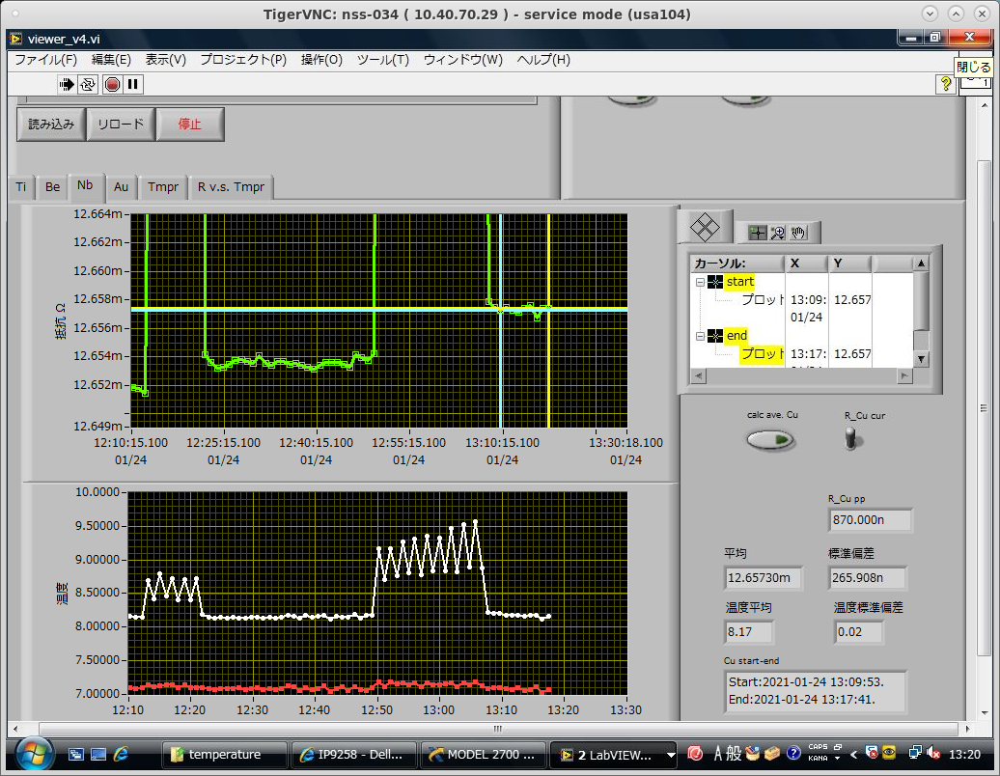 TigerVNC: nss-034 ( 10.40.70.29 ) - service mode (usa104)
viewer_v4.vi
ファイル(F) 編集(E) 表示(V) プロジェクト(P) 操作(O) ツール(T) ウィンドウ(W) ヘルプ(H)
閉じる
?
1
読み込み リロード 停止
Ti Be Nb Au Tmpr R v.s. Tmpr
12.664m
12.662m
12.660m
12.658m
12.656m
12.654m
12.652m
12.649m
抵抗 Ω
12:10:15.100 12:25:15.100 12:40:15.100 12:55:15.100 13:10:15.100 13:30:18.100
01/24 01/24 01/24 01/24 01/24 01/24
カーソル: X Y
start
プロット 13:09: 12.657
01/24
end
プロット 13:17: 12.657
calc ave. Cu R_Cu cur
10.0000
9.50000
9.00000
8.50000
8.00000
7.50000
7.00000
温度
12:10 12:20 12:30 12:40 12:50 13:00 13:10 13:20 13:30
R_Cu pp
870.000n
平均 標準偏差
12.65730m 265.908n
温度平均 温度標準偏差
8.17 0.02
Cu start-end
Start:2021-01-24 13:09:53.
End:2021-01-24 13:17:41.
temperature IP9258 - Dell... MODEL 2700 ... 2 LabVIEW... A 般 ? CAPS KANA 13:20